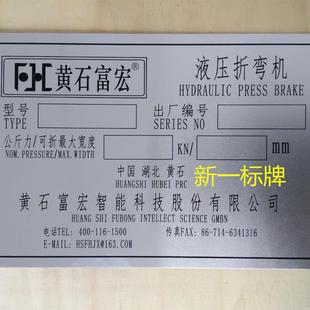 FHC® 黄石富宏 液压折弯机
HYDRAULIC PRESS BRAKE
型号 出厂编号
TYPE SERIES NO
公斤力/可折最大宽度 KN/ mm
NOM.PRESSURE/MAX.WIDTH
中国 湖北 黄石
HUANGSHI HUBEI PRC
新一标牌
黄石富宏智能科技股份有限公司
HUANG SHI FUHONG INTELLECT SCIENCE GMBN
电话TEL: 400-116-1500 传真FAX: 86-714-6341316
E-MAIL: HSFHJX@163.COM